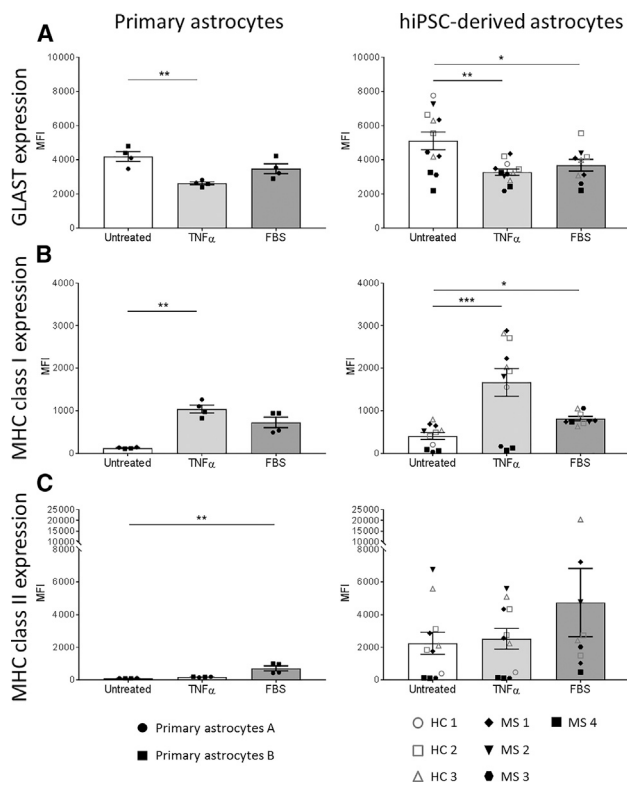 Primary astrocytes
hiPSC-derived astrocytes
A
GLAST expression
MFI
10000
8000
6000
4000
2000
0
**
Untreated
TNFα
FBS
MFI
10000
8000
6000
4000
2000
0
*
**
Untreated
TNFα
FBS
B
MHC class I expression
MFI
4000
3000
2000
1000
0
**
Untreated
TNFα
FBS
MFI
4000
3000
2000
1000
0
*
***
Untreated
TNFα
FBS
C
MHC class II expression
MFI
25000
20000
15000
10000
8000
6000
4000
2000
0
**
Untreated
TNFα
FBS
MFI
25000
20000
15000
10000
8000
6000
4000
2000
0
Untreated
TNFα
FBS
Primary astrocytes A
Primary astrocytes B
HC 1
MS 1
MS 4
HC 2
MS 2
HC 3
MS 3